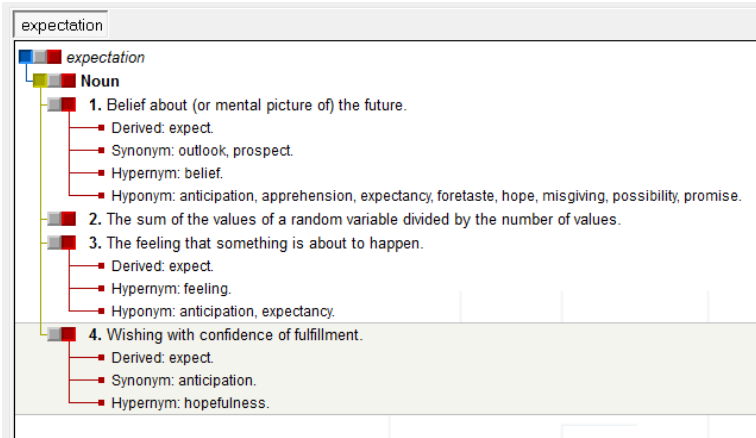 expectation
expectation
Noun
1. Belief about (or mental picture of) the future.
Derived: expect.
Synonym: outlook, prospect.
Hypernym: belief.
Hyponym: anticipation, apprehension, expectancy, foretaste, hope, misgiving, possibility, promise.
2. The sum of the values of a random variable divided by the number of values.
3. The feeling that something is about to happen.
Derived: expect.
Hypernym: feeling.
Hyponym: anticipation, expectancy.
4. Wishing with confidence of fulfillment.
Derived: expect.
Synonym: anticipation.
Hypernym: hopefulness.